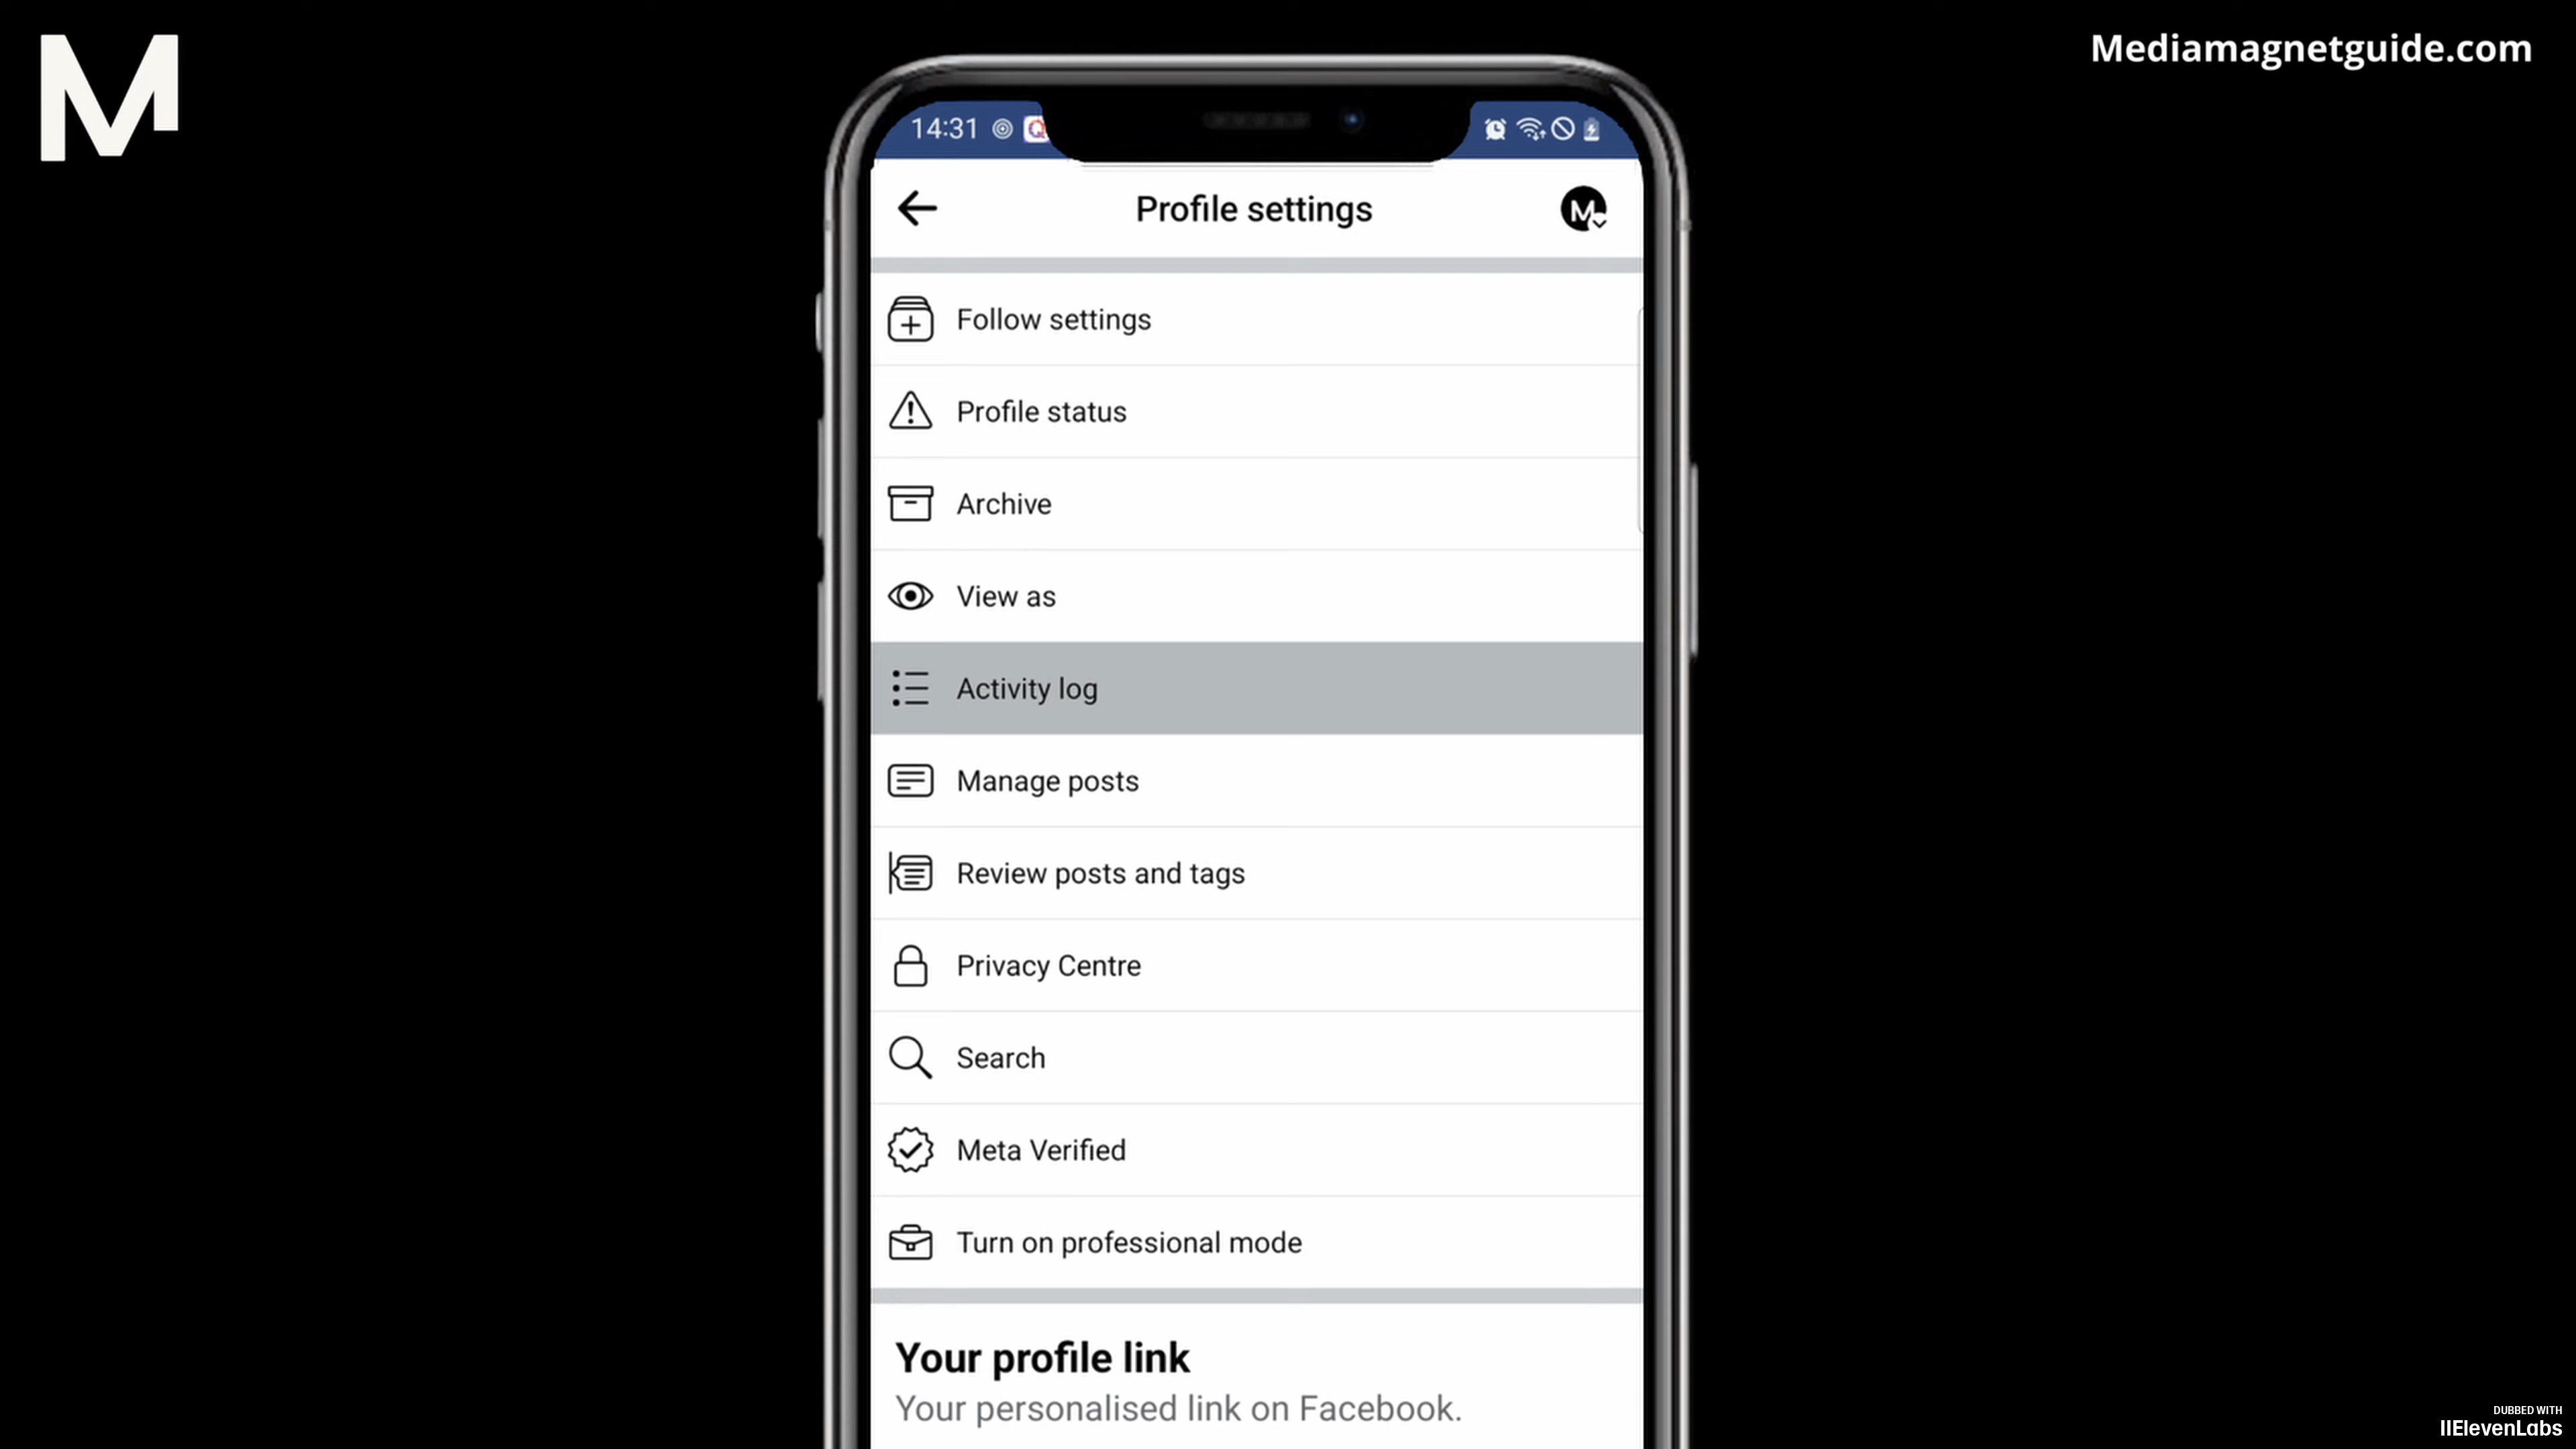 M
Mediamagnetguide.com
14:31
Profile settings
M
Follow settings
Profile status
Archive
View as
Activity log
Manage posts
Review posts and tags
Privacy Centre
Search
Meta Verified
Turn on professional mode
Your profile link
Your personalised link on Facebook.
DUBBED WITH
IIElevenLabs